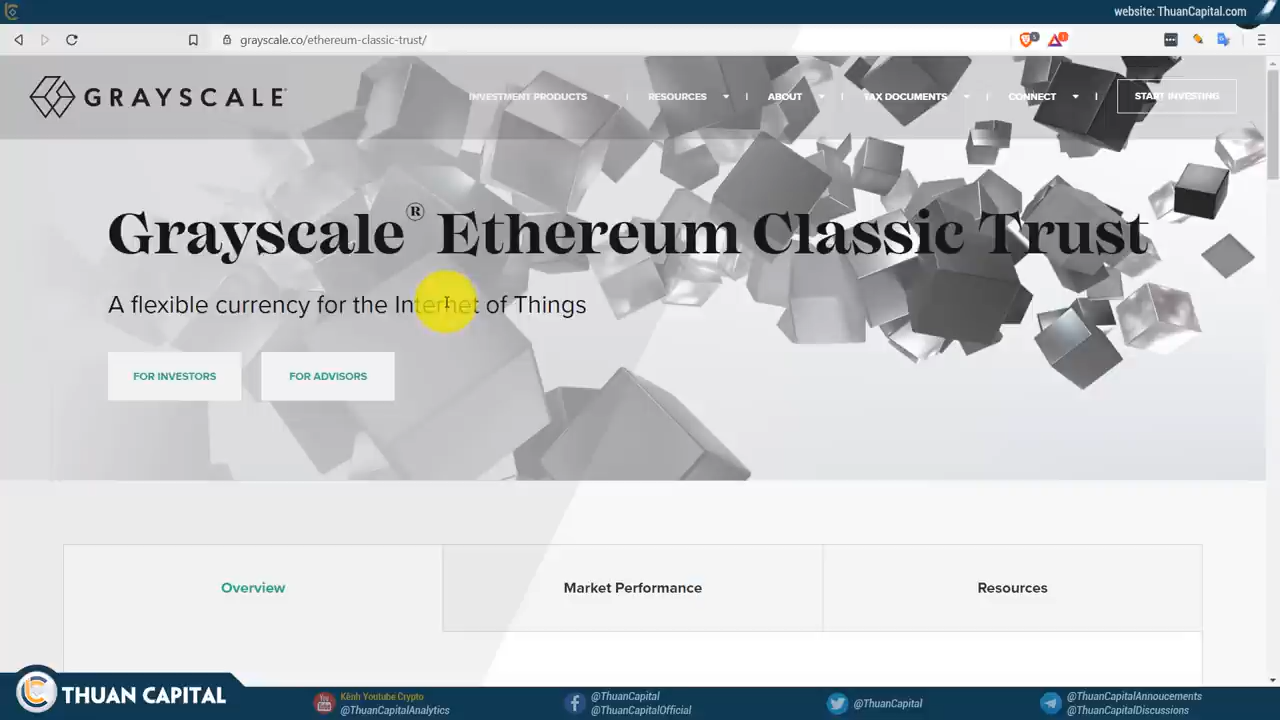 website: ThuanCapital.com
grayscale.co/ethereum-classic-trust/
GRAYSCALE
INVESTMENT PRODUCTS
RESOURCES
ABOUT
TAX DOCUMENTS
CONNECT
START INVESTING
Grayscale® Ethereum Classic Trust
A flexible currency for the Internet of Things
FOR INVESTORS
FOR ADVISORS
Overview
Market Performance
Resources
THUAN CAPITAL
Kênh Youtube Crypto
@ThuanCapitalAnalytics
@ThuanCapital
@ThuanCapitalOfficial
@ThuanCapital
@ThuanCapitalAnnoucements
@ThuanCapitalDiscussions